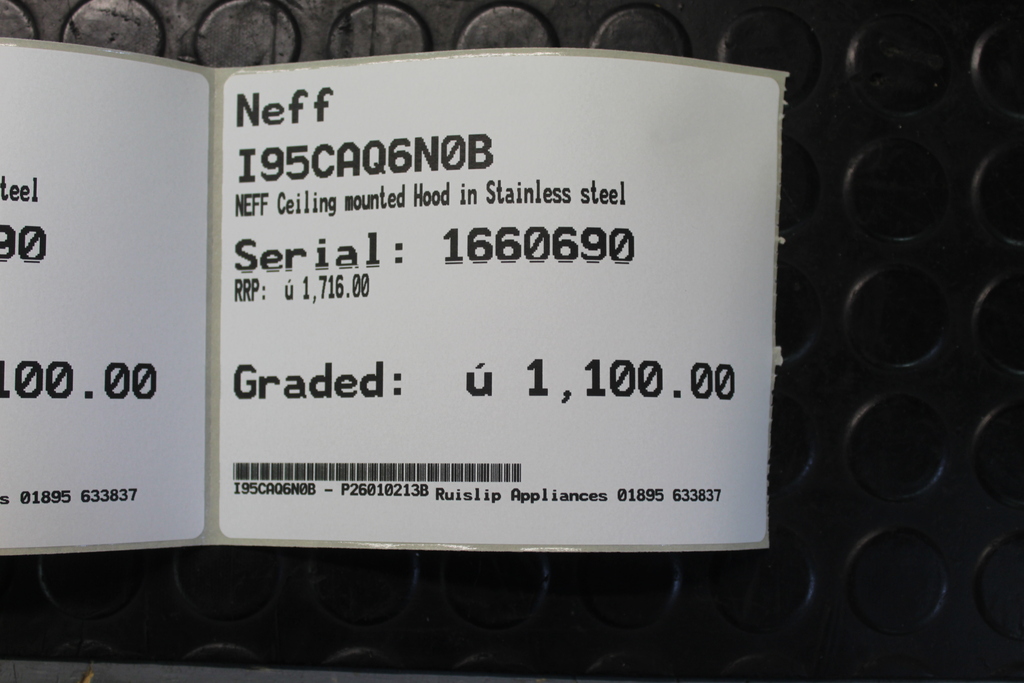 Neff
I95CAQ6N0B
NEFF Ceiling mounted Hood in Stainless steel
Serial: 1660690
RRP: ú 1,716.00
Graded: ú 1,100.00
I95CAQ6N0B - P26010213B Ruislip Appliances 01895 633837
teel
90
100.00
s 01895 633837